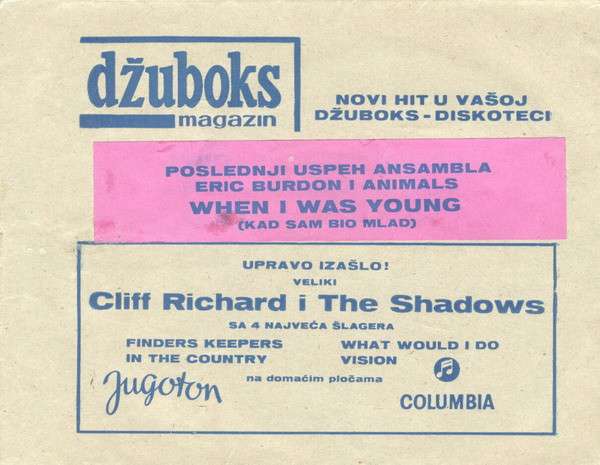 džuboks
magazin
NOVI HIT U VAŠOJ
DŽUBOKS - DISKOTECI
POSLEDNJI USPEH ANSAMBLA
ERIC BURDON I ANIMALS
WHEN I WAS YOUNG
(KAD SAM BIO MLAD)
UPRAVO IZAŠLO!
VELIKI
Cliff Richard i The Shadows
SA 4 NAJVEĆA ŠLAGERA
FINDERS KEEPERS
IN THE COUNTRY
WHAT WOULD I DO
VISION
Jugoton
na domaćim pločama
COLUMBIA